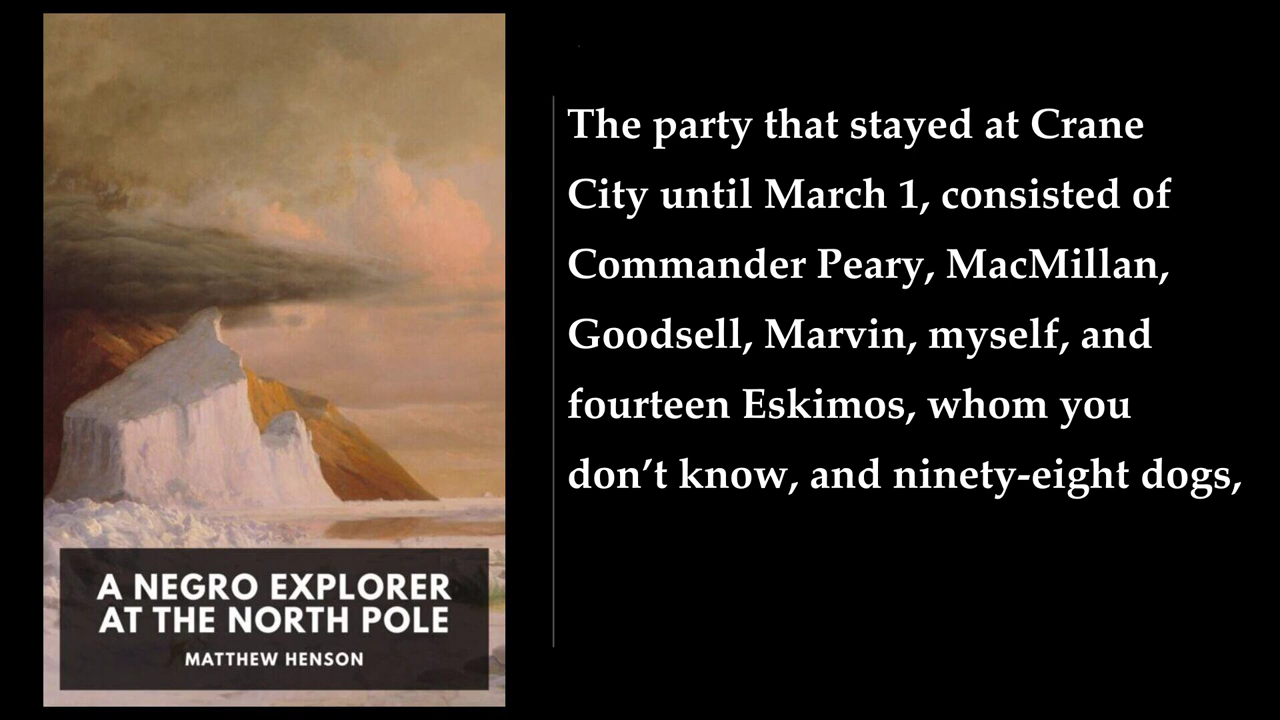 The party that stayed at Crane
City until March 1, consisted of
Commander Peary, MacMillan,
Goodsell, Marvin, myself, and
fourteen Eskimos, whom you
don’t know, and ninety-eight dogs,
A NEGRO EXPLORER
AT THE NORTH POLE
MATTHEW HENSON